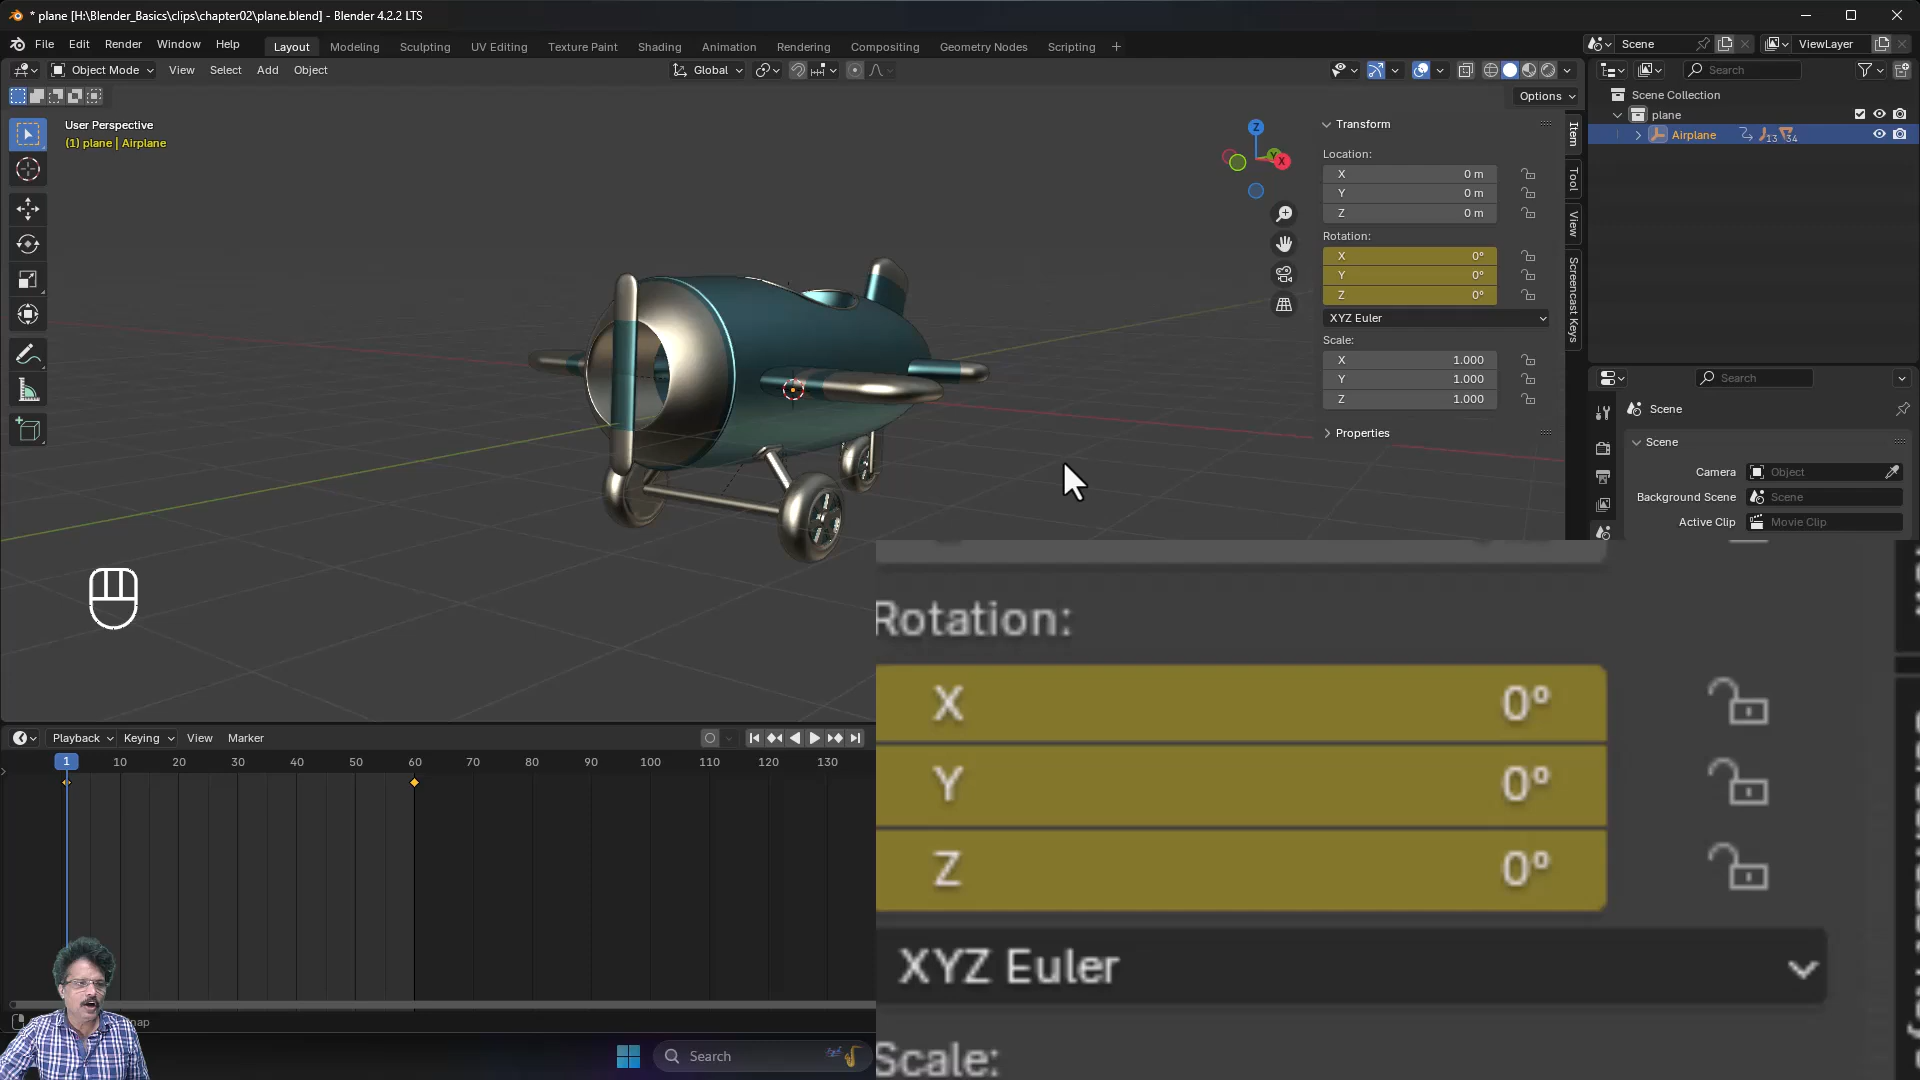 * plane [H:\Blender_Basics\clips\chapter02\plane.blend] - Blender 4.2.2 LTS
File Edit Render Window Help Layout Modeling Sculpting UV Editing Texture Paint Shading Animation Rendering Compositing Geometry Nodes Scripting + Scene ViewLayer
Object Mode View Select Add Object Global Search
Options
User Perspective
(1) plane | Airplane
Z
Y
X
Transform
Location:
X 0 m
Y 0 m
Z 0 m
Rotation:
X 0°
Y 0°
Z 0°
XYZ Euler
Scale:
X 1.000
Y 1.000
Z 1.000
Properties
Item
Tool
View
Screencast Keys
Scene Collection
plane
Airplane 13 34
Search
Scene
Scene
Camera Object
Background Scene Scene
Active Clip Movie Clip
Rotation:
X 0°
Y 0°
Z 0°
XYZ Euler
Scale:
Playback Keying View Marker
1 10 20 30 40 50 60 70 80 90 100 110 120 130
Search